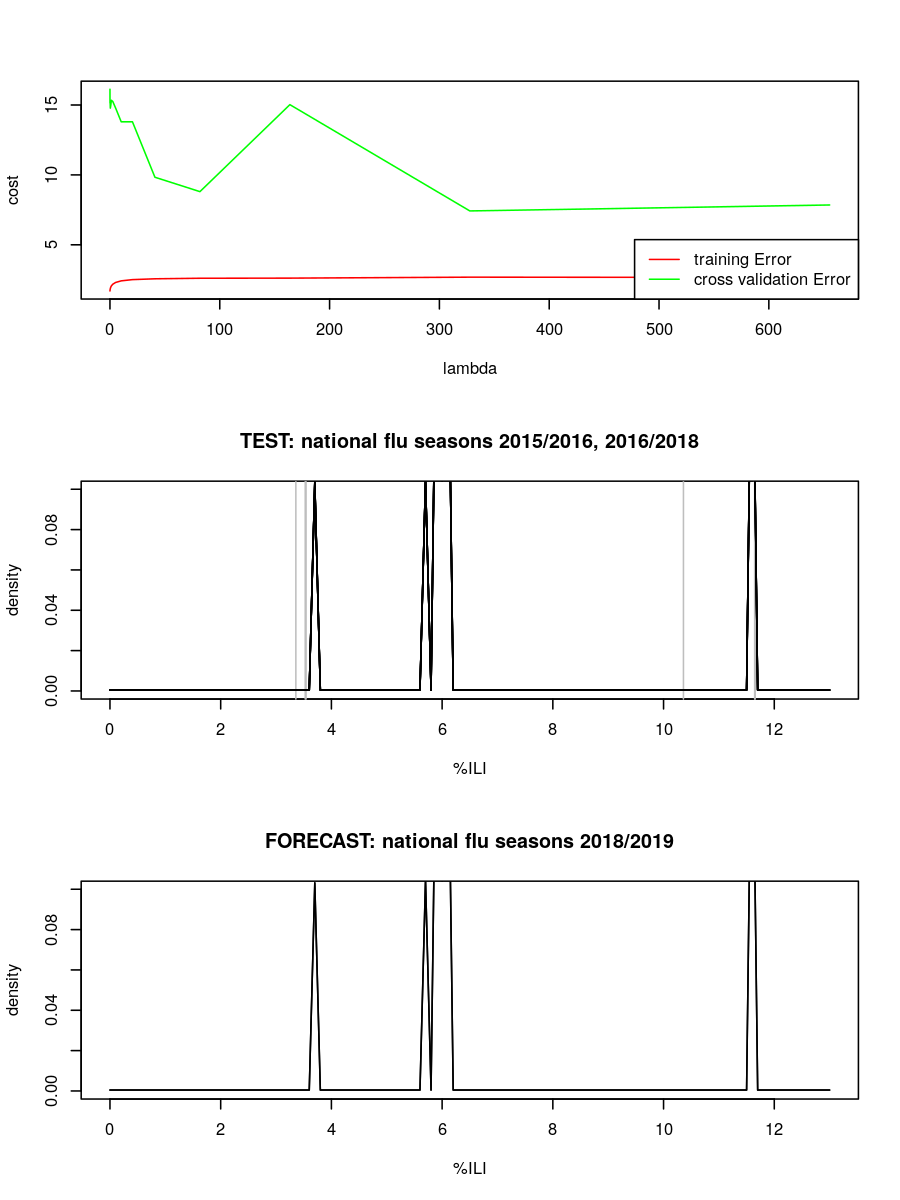 15
10
5
cost
training Error
cross validation Error
0 100 200 300 400 500 600
lambda
TEST: national flu seasons 2015/2016, 2016/2018
0.08
0.04
0.00
density
0 2 4 6 8 10 12
%ILI
FORECAST: national flu seasons 2018/2019
0.08
0.04
0.00
density
0 2 4 6 8 10 12
%ILI